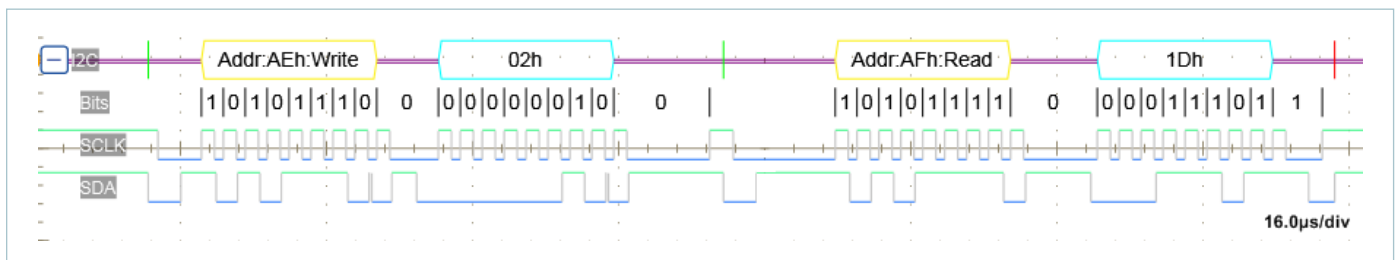 I2C Addr:AEh:Write 02h Addr:AFh:Read 1Dh
Bits 1 0 1 0 1 1 1 0 0 0 0 0 0 0 0 1 0 0 1 0 1 0 1 1 1 1 0 0 0 0 1 1 1 0 1 1
SCLK
SDA
16.0µs/div